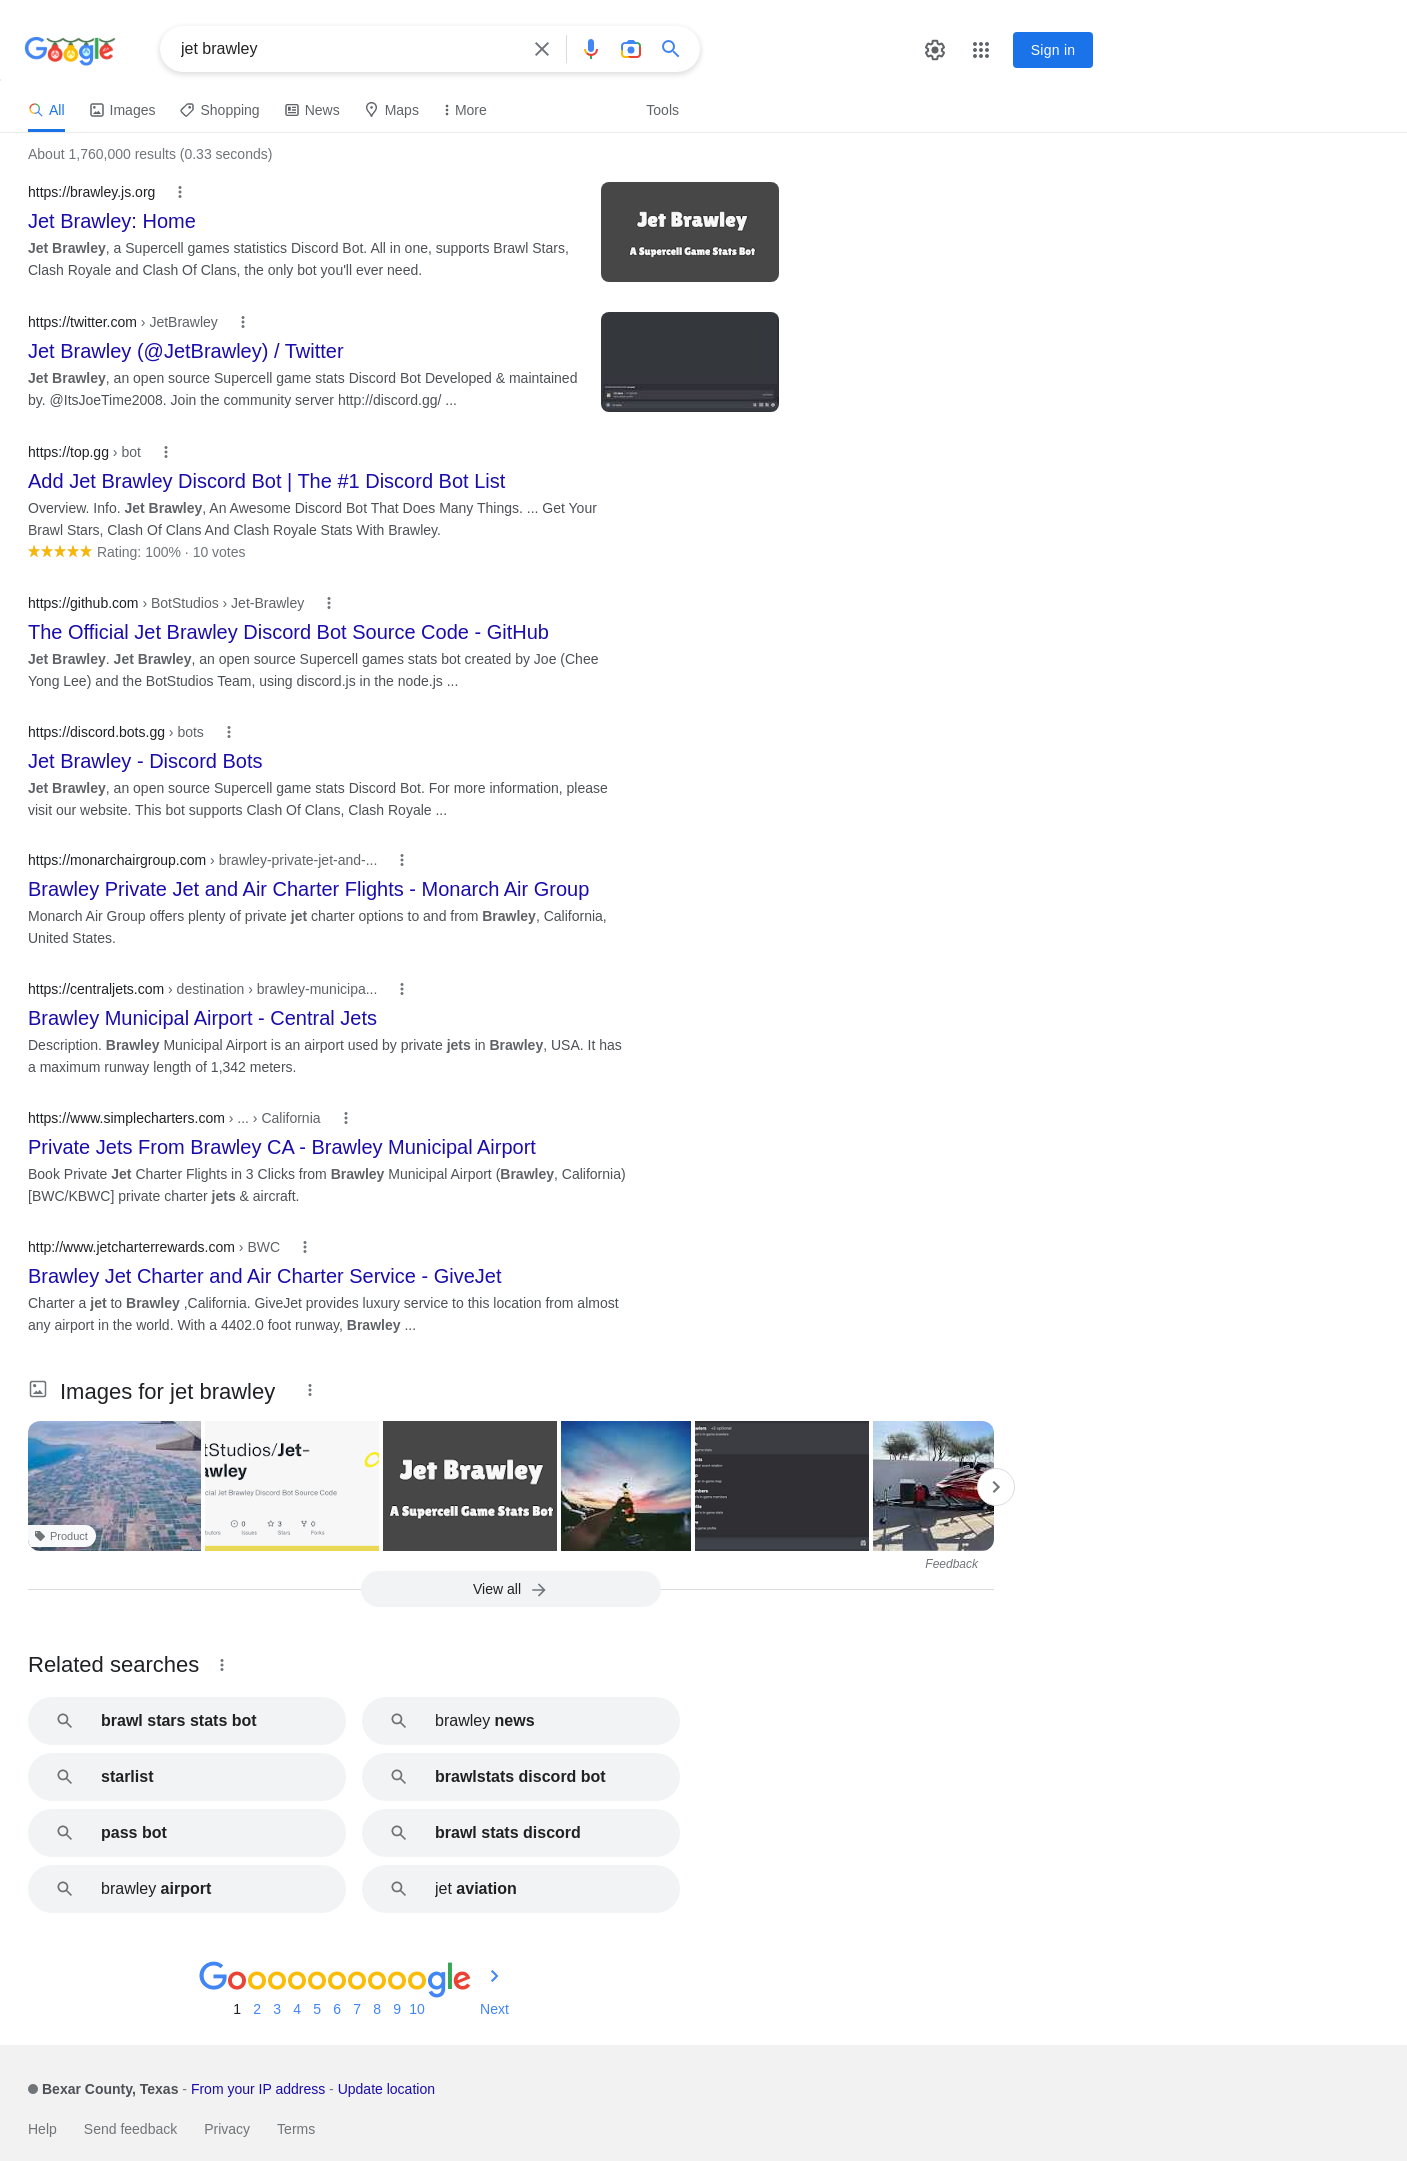 Google
jet brawley
Sign in
All
Images
Shopping
News
Maps
More
Tools
About 1,760,000 results (0.33 seconds)
https://brawley.js.org
Jet Brawley: Home
Jet Brawley, a Supercell games statistics Discord Bot. All in one, supports Brawl Stars,
Clash Royale and Clash Of Clans, the only bot you'll ever need.
Jet Brawley
A Supercell Game Stats Bot
https://twitter.com › JetBrawley
Jet Brawley (@JetBrawley) / Twitter
Jet Brawley, an open source Supercell game stats Discord Bot Developed & maintained
by. @ItsJoeTime2008. Join the community server http://discord.gg/ ...
https://top.gg › bot
Add Jet Brawley Discord Bot | The #1 Discord Bot List
Overview. Info. Jet Brawley, An Awesome Discord Bot That Does Many Things. ... Get Your
Brawl Stars, Clash Of Clans And Clash Royale Stats With Brawley.
Rating: 100% · 10 votes
https://github.com › BotStudios › Jet-Brawley
The Official Jet Brawley Discord Bot Source Code - GitHub
Jet Brawley. Jet Brawley, an open source Supercell games stats bot created by Joe (Chee
Yong Lee) and the BotStudios Team, using discord.js in the node.js ...
https://discord.bots.gg › bots
Jet Brawley - Discord Bots
Jet Brawley, an open source Supercell game stats Discord Bot. For more information, please
visit our website. This bot supports Clash Of Clans, Clash Royale ...
https://monarchairgroup.com › brawley-private-jet-and-...
Brawley Private Jet and Air Charter Flights - Monarch Air Group
Monarch Air Group offers plenty of private jet charter options to and from Brawley, California,
United States.
https://centraljets.com › destination › brawley-municipa...
Brawley Municipal Airport - Central Jets
Description. Brawley Municipal Airport is an airport used by private jets in Brawley, USA. It has
a maximum runway length of 1,342 meters.
https://www.simplecharters.com › ... › California
Private Jets From Brawley CA - Brawley Municipal Airport
Book Private Jet Charter Flights in 3 Clicks from Brawley Municipal Airport (Brawley, California)
[BWC/KBWC] private charter jets & aircraft.
http://www.jetcharterrewards.com › BWC
Brawley Jet Charter and Air Charter Service - GiveJet
Charter a jet to Brawley ,California. GiveJet provides luxury service to this location from almost
any airport in the world. With a 4402.0 foot runway, Brawley ...
Images for jet brawley
Product
tStudios/Jet-
awley
cial Jet Brawley Discord Bot Source Code
0 3 0
butors Issues Stars Forks
Jet Brawley
A Supercell Game Stats Bot
Feedback
View all
Related searches
brawl stars stats bot
brawley news
starlist
brawlstats discord bot
pass bot
brawl stats discord
brawley airport
jet aviation
Goooooooooogle
1 2 3 4 5 6 7 8 9 10 Next
Bexar County, Texas - From your IP address - Update location
Help Send feedback Privacy Terms